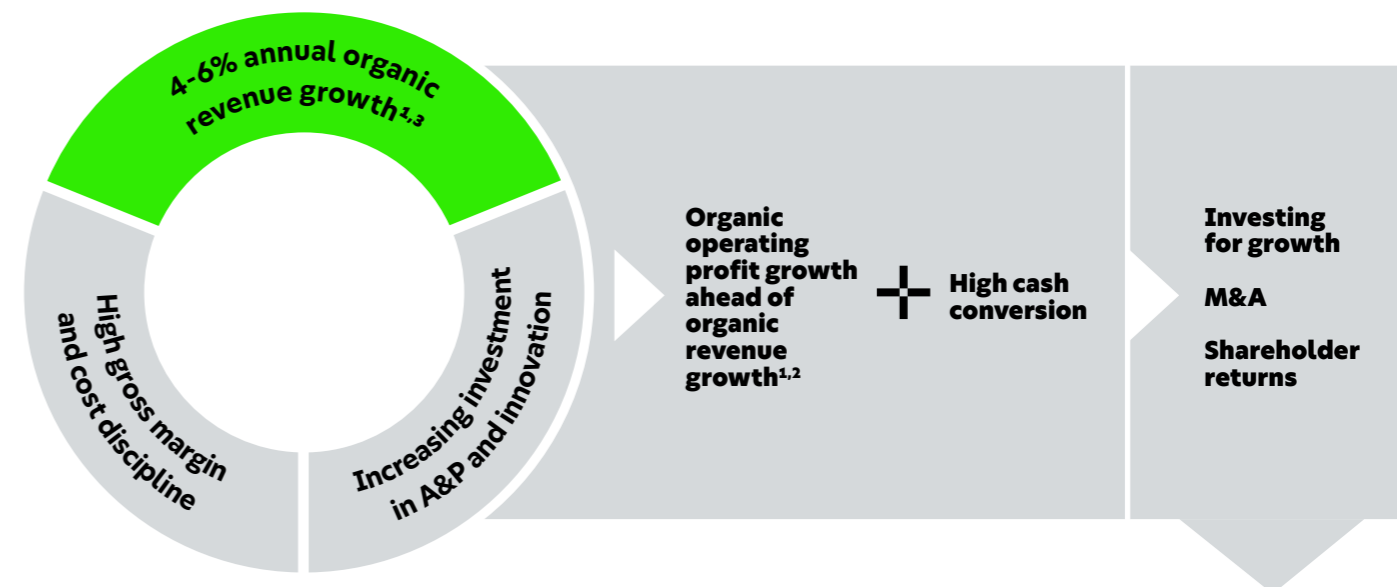 4-6% annual organic
revenue growth¹,³
High gross margin
and cost discipline
Increasing investment
in A&P and innovation
Organic
operating
profit growth
ahead of
organic
revenue
growth¹,²
High cash
conversion
Investing
for growth
M&A
Shareholder
returns